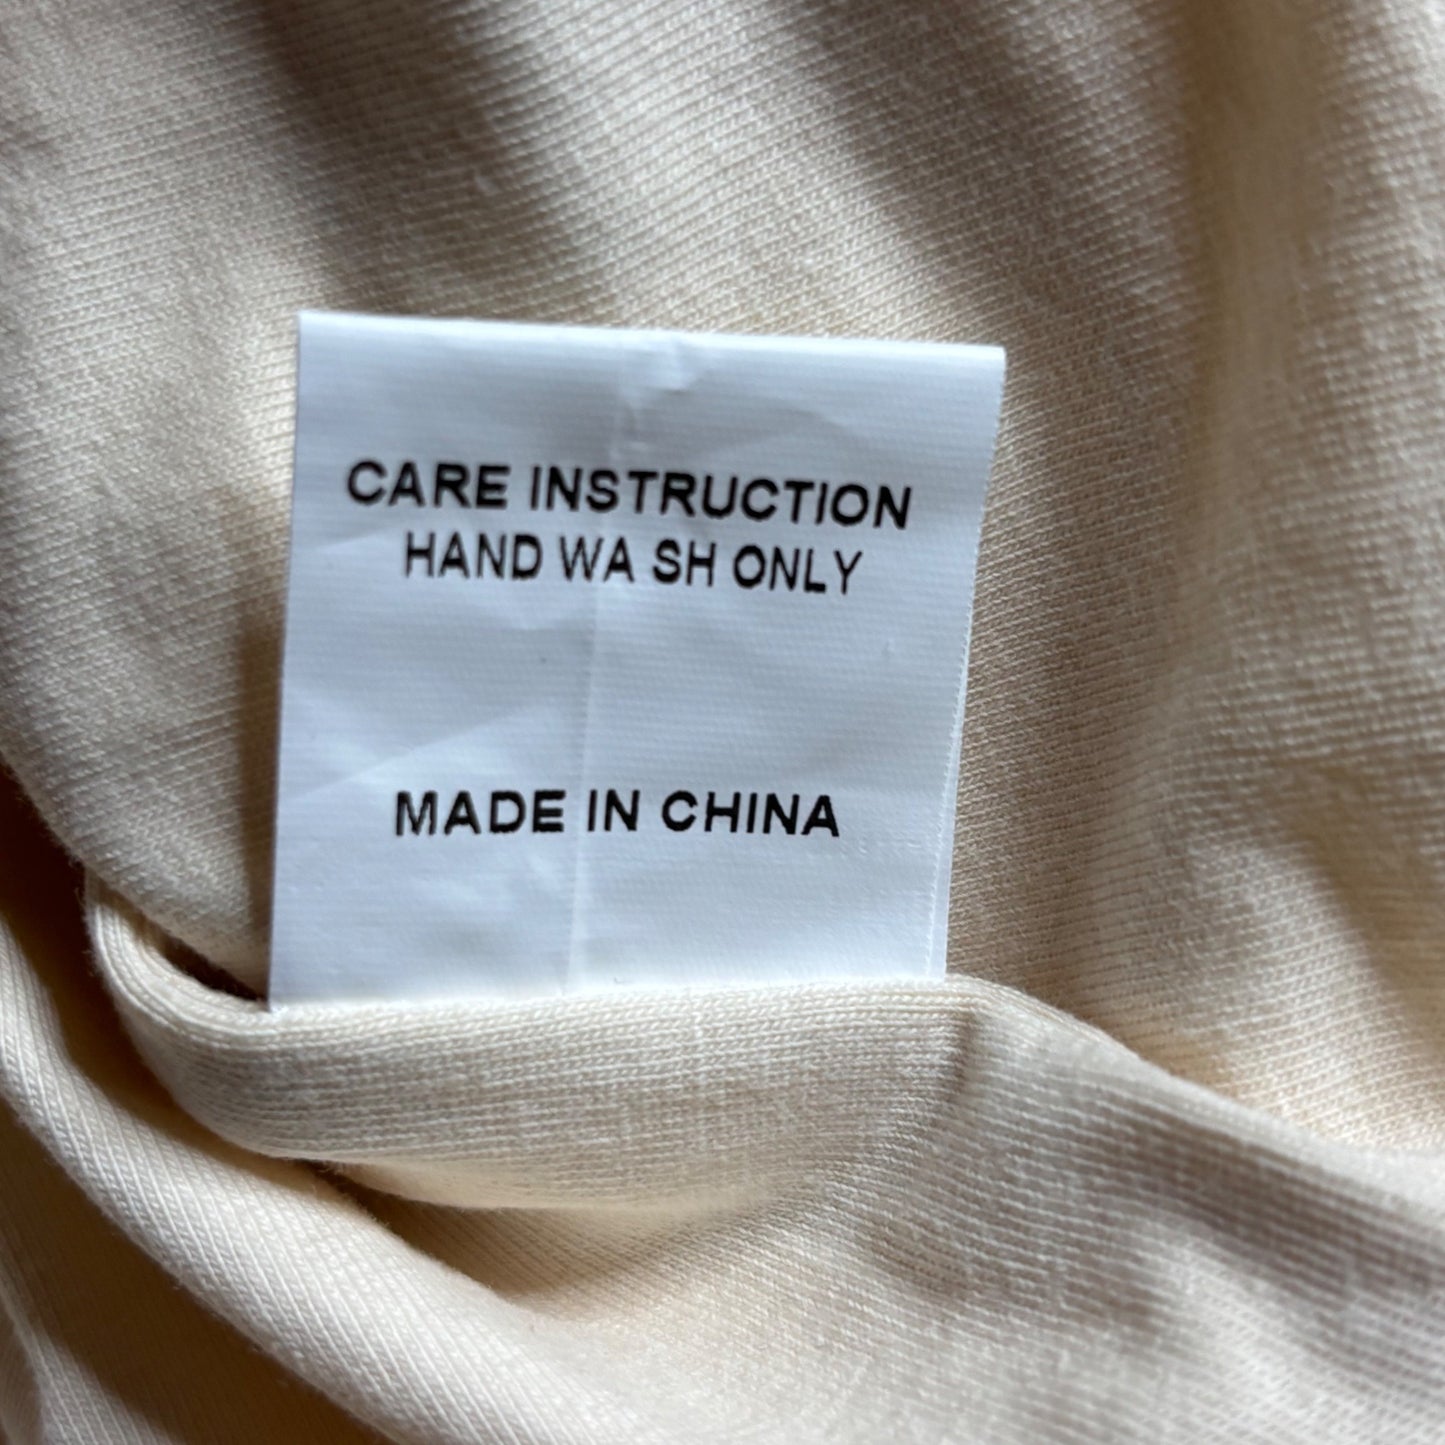 CARE INSTRUCTION
HAND WA SH ONLY
MADE IN CHINA